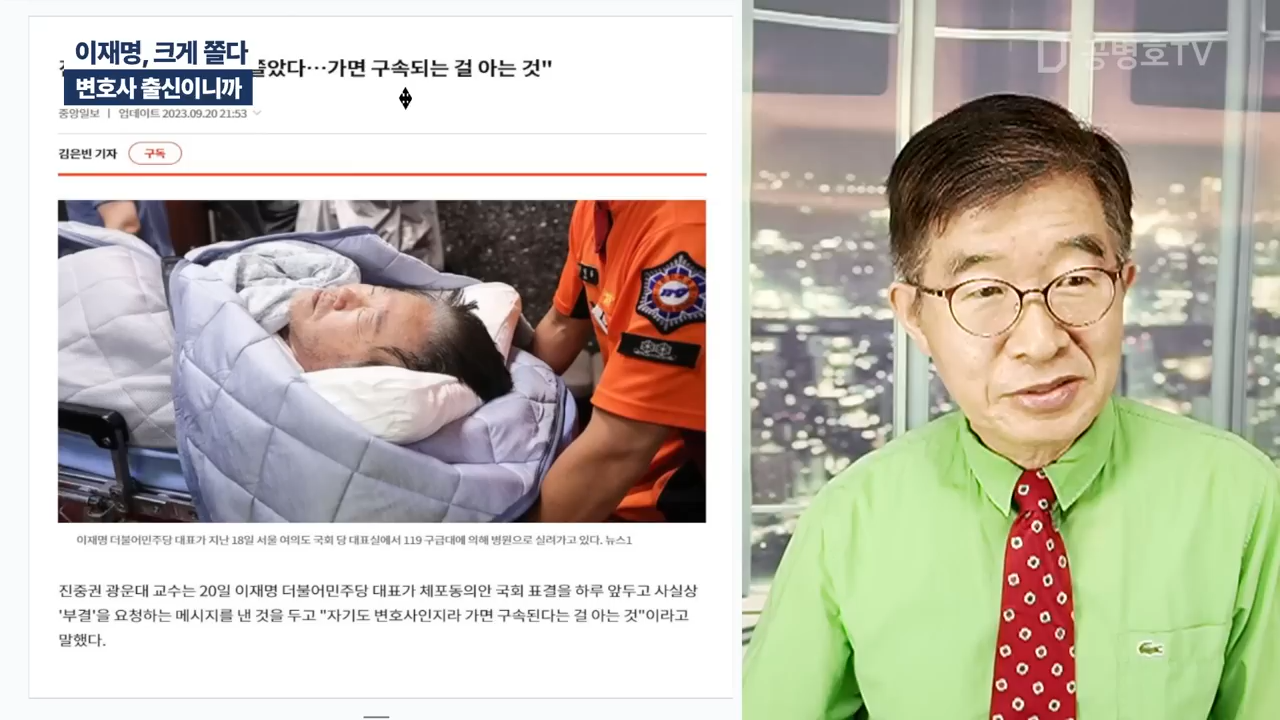 이재명, 크게 쫄다
변호사 출신이니까
쫄았다…가면 구속되는 걸 아는 것"
공병호TV
중앙일보 | 업데이트 2023.09.20 21:53
김은빈 기자 구독
119
이재명 더불어민주당 대표가 지난 18일 서울 여의도 국회 당 대표실에서 119 구급대에 의해 병원으로 실려가고 있다. 뉴스1
진중권 광운대 교수는 20일 이재명 더불어민주당 대표가 체포동의안 국회 표결을 하루 앞두고 사실상
'부결'을 요청하는 메시지를 낸 것을 두고 "자기도 변호사인지라 가면 구속된다는 걸 아는 것"이라고
말했다.